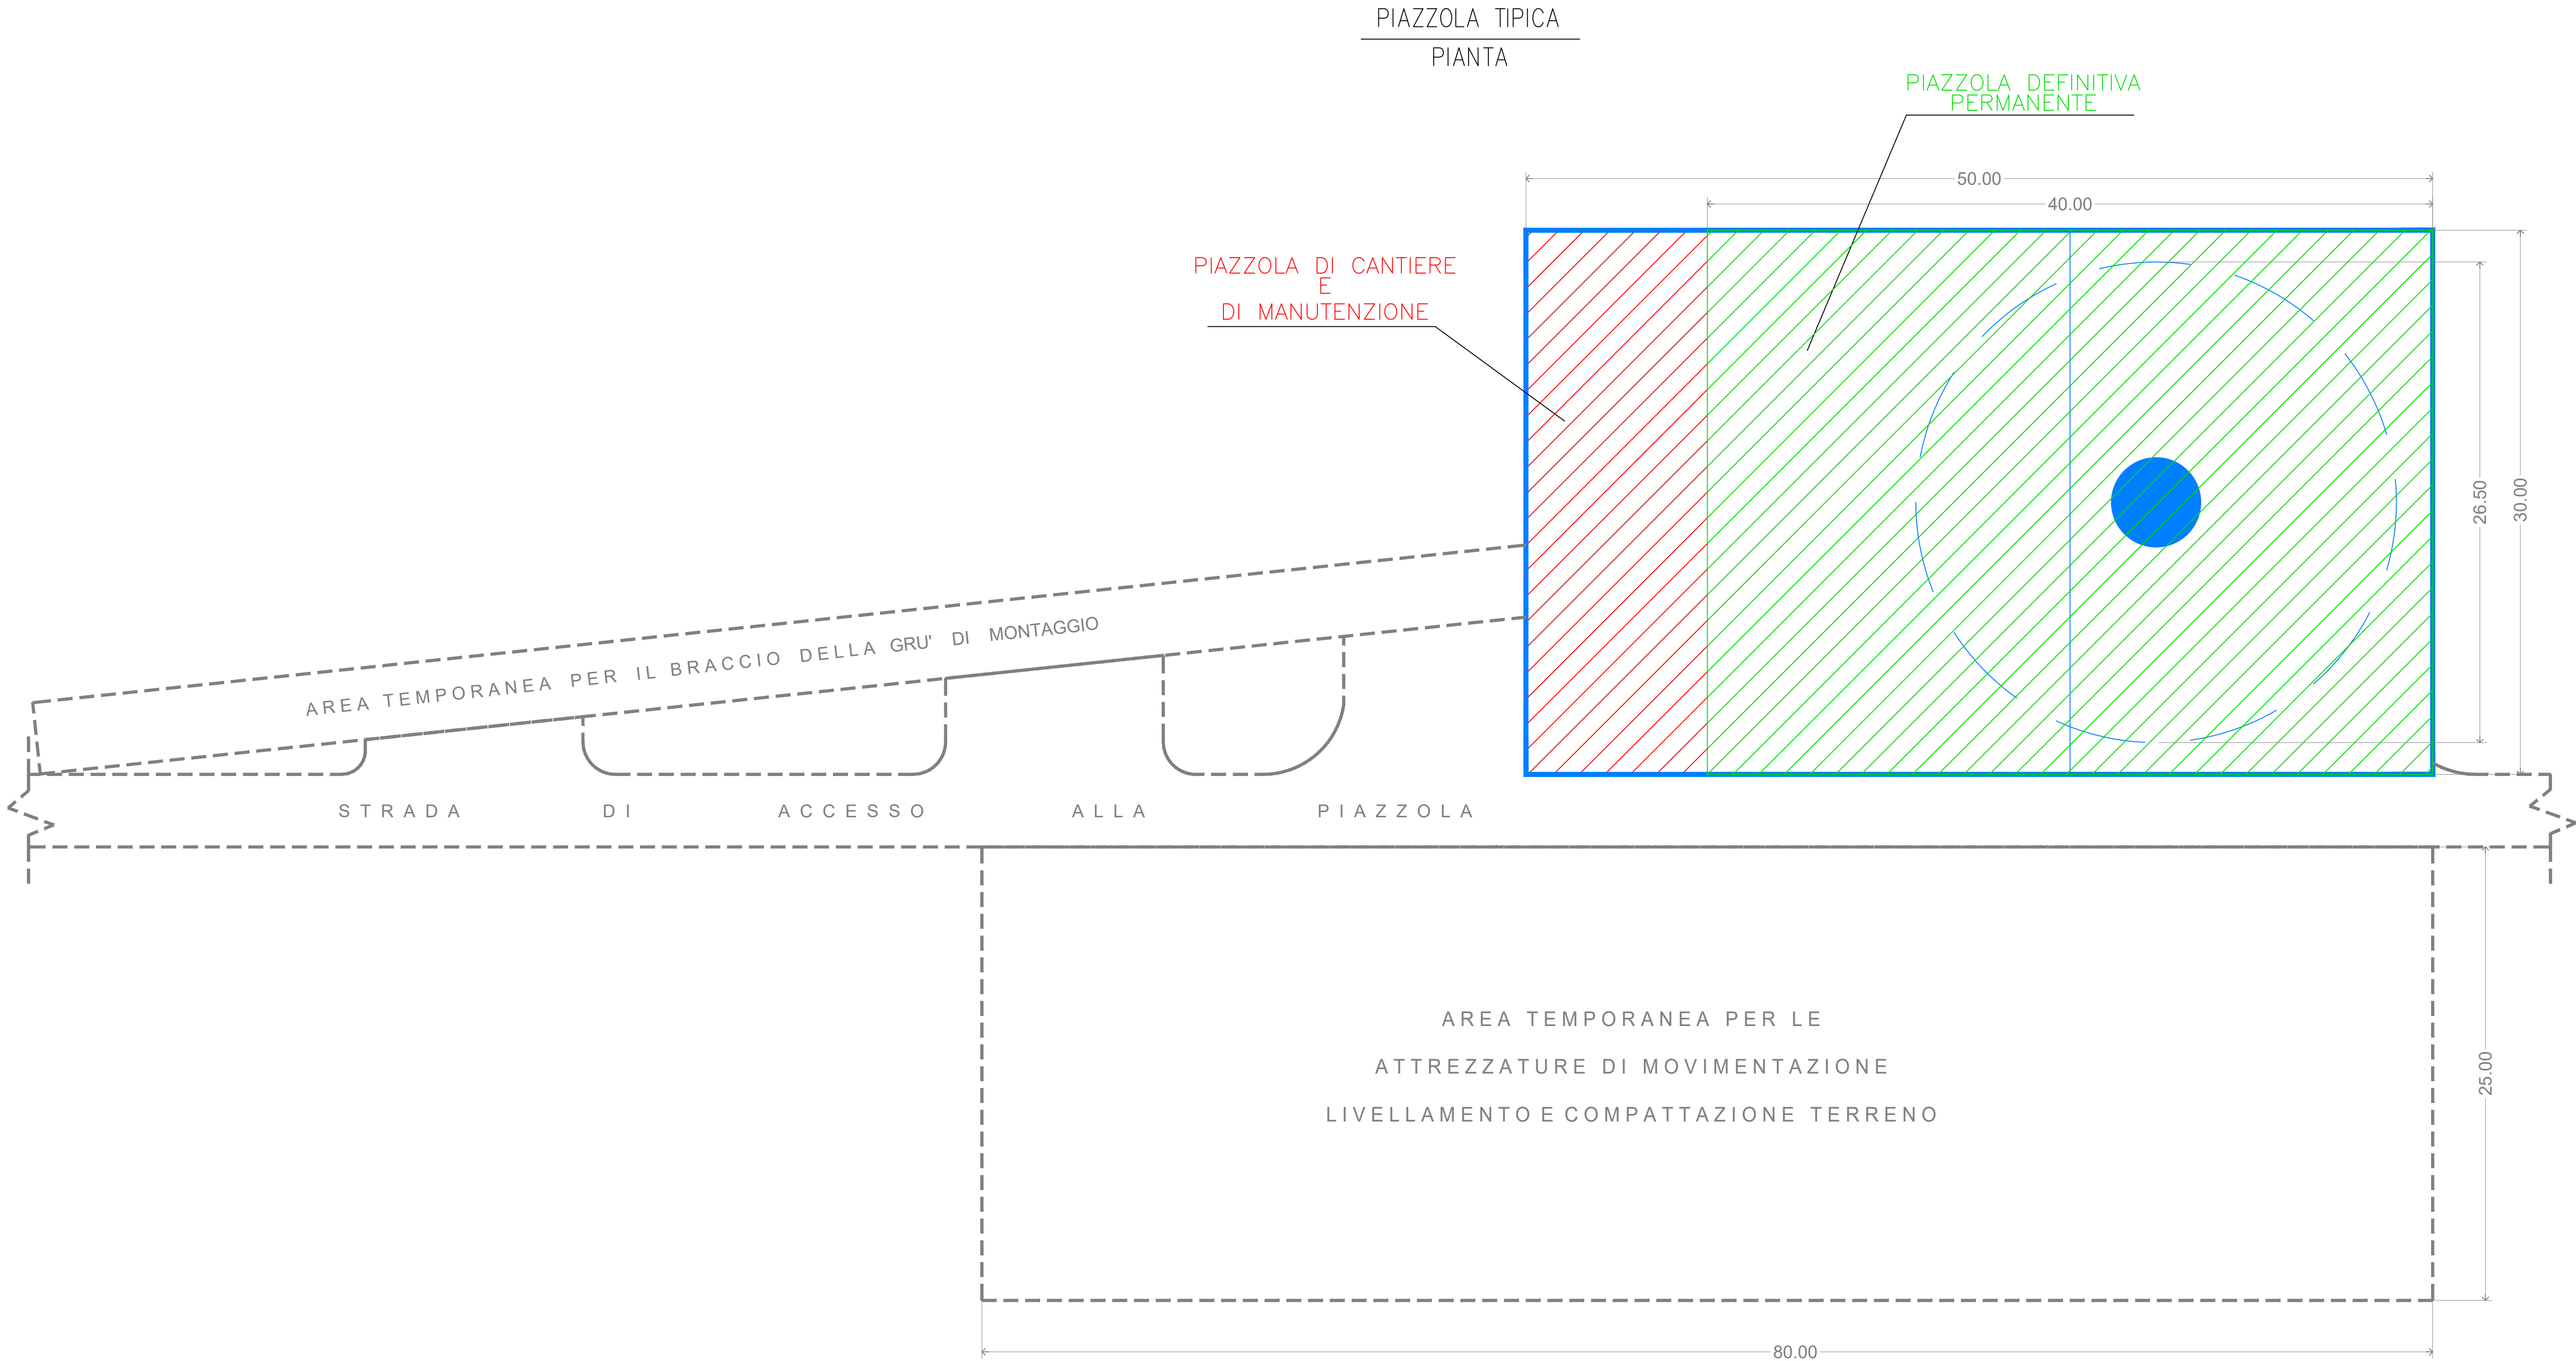 PIAZZOLA TIPICA
PIANTA
PIAZZOLA DEFINITIVA
PERMANENTE
50.00
40.00
PIAZZOLA DI CANTIERE
E
DI MANUTENZIONE
26.50
30.00
AREA TEMPORANEA PER IL BRACCIO DELLA GRU' DI MONTAGGIO
STRADA DI ACCESSO ALLA PIAZZOLA
AREA TEMPORANEA PER LE
ATTREZZATURE DI MOVIMENTAZIONE
LIVELLAMENTO E COMPATTAZIONE TERRENO
25.00
80.00